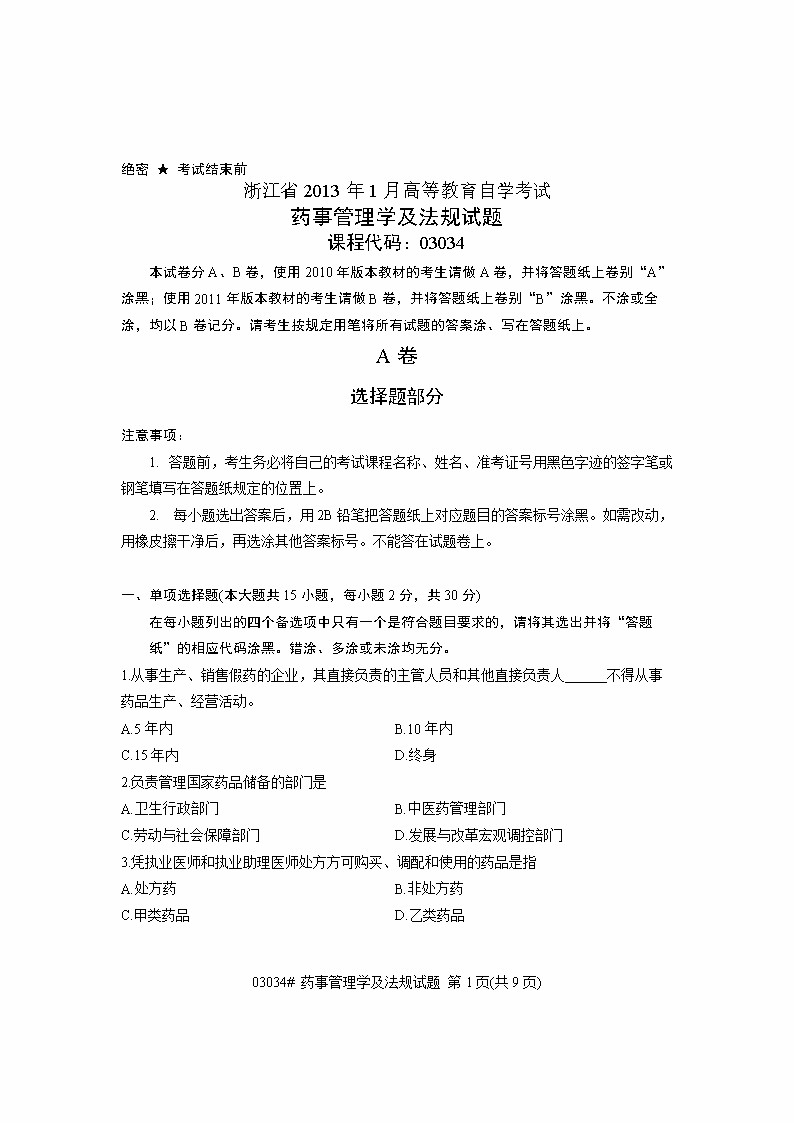 绝密 ★ 考试结束前
浙江省 2013 年 1 月高等教育自学考试
药事管理学及法规试题
课程代码：03034
本试卷分 A、B 卷，使用 2010 年版本教材的考生请做 A 卷，并将答题纸上卷别“A”
涂黑；使用 2011 年版本教材的考生请做 B 卷，并将答题纸上卷别“B”涂黑。不涂或全
涂，均以 B 卷记分。请考生按规定用笔将所有试题的答案涂、写在答题纸上。
A 卷
选择题部分
注意事项：
1. 答题前，考生务必将自己的考试课程名称、姓名、准考证号用黑色字迹的签字笔或
钢笔填写在答题纸规定的位置上。
2. 每小题选出答案后，用 2B 铅笔把答题纸上对应题目的答案标号涂黑。如需改动，
用橡皮擦干净后，再选涂其他答案标号。不能答在试题卷上。
一、单项选择题(本大题共 15 小题，每小题 2 分，共 30 分)
在每小题列出的四个备选项中只有一个是符合题目要求的，请将其选出并将“答题
纸”的相应代码涂黑。错涂、多涂或未涂均无分。
1.从事生产、销售假药的企业，其直接负责的主管人员和其他直接负责人______不得从事
药品生产、经营活动。
A.5 年内 B.10 年内
C.15 年内 D.终身
2.负责管理国家药品储备的部门是
A.卫生行政部门 B.中医药管理部门
C.劳动与社会保障部门 D.发展与改革宏观调控部门
3.凭执业医师和执业助理医师处方方可购买、调配和使用的药品是指
A.处方药 B.非处方药
C.甲类药品 D.乙类药品
03034# 药事管理学及法规试题 第 1 页(共 9 页)